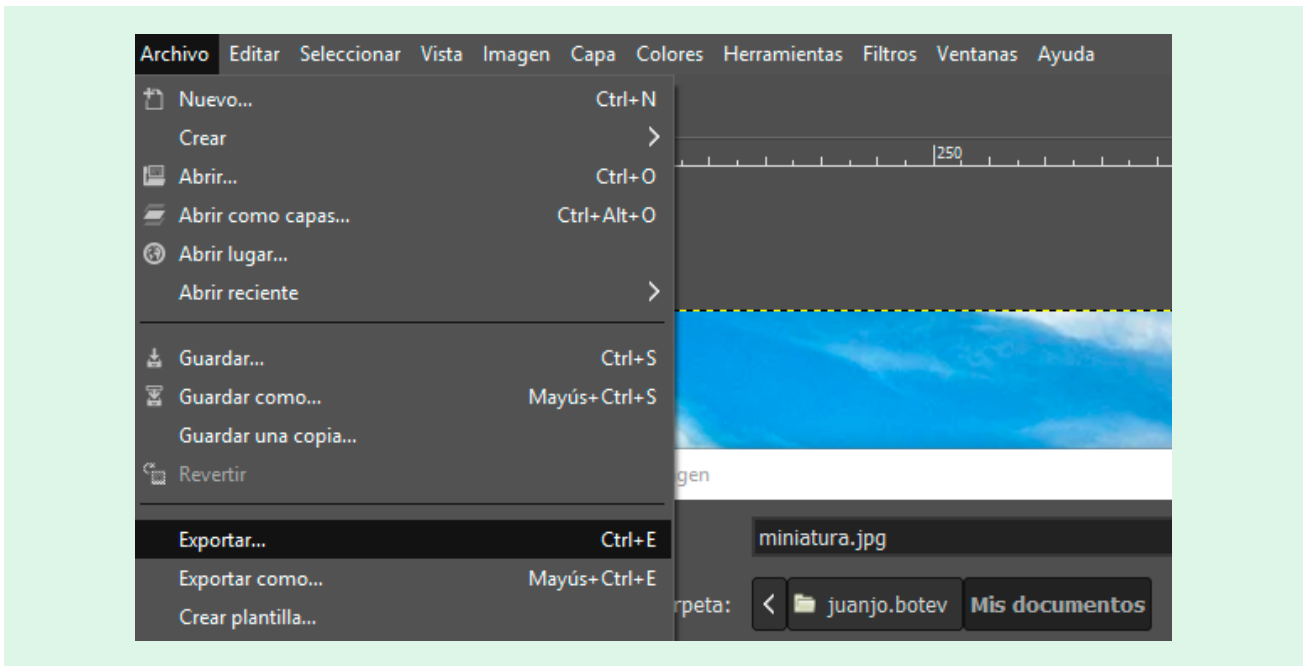 Archivo Editar Seleccionar Vista Imagen Capa Colores Herramientas Filtros Ventanas Ayuda
Nuevo... Ctrl+N
Crear
Abrir... Ctrl+O
250
Abrir como capas... Ctrl+Alt+O
Abrir lugar...
Abrir reciente
Guardar... Ctrl+S
Guardar como... Mayús+Ctrl+S
Guardar una copia...
Revertir
gen
Exportar... Ctrl+E
miniatura.jpg
Exportar como... Mayús+Ctrl+E
rpeta: juanjo.botev Mis documentos
Crear plantilla...